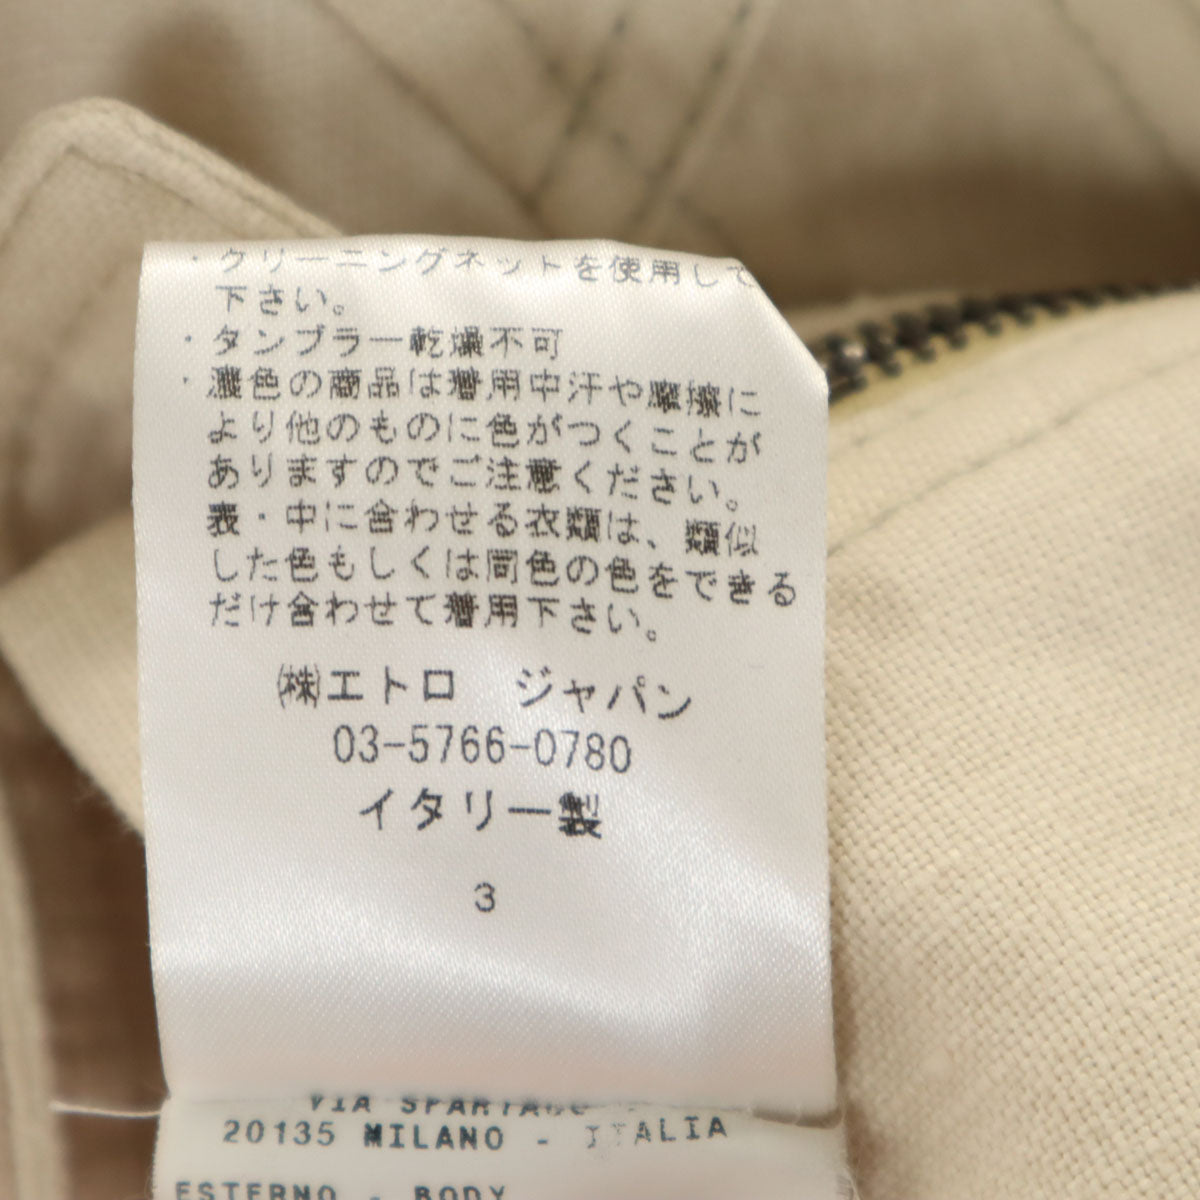 ・クリーニングネットを使用して
下さい。
・タンブラー乾燥不可
・濃色の商品は着用中汗や摩擦に
より他のものに色がつくことが
ありますのでご注意ください。
表・中に合わせる衣類は、類似
した色もしくは同色の色をできる
だけ合わせて着用下さい。
㈱エトロ　ジャパン
03-5766-0780
イタリー製
3
VIA SPARTACO
20135 MILANO - ITALIA
ESTERNO - BODY